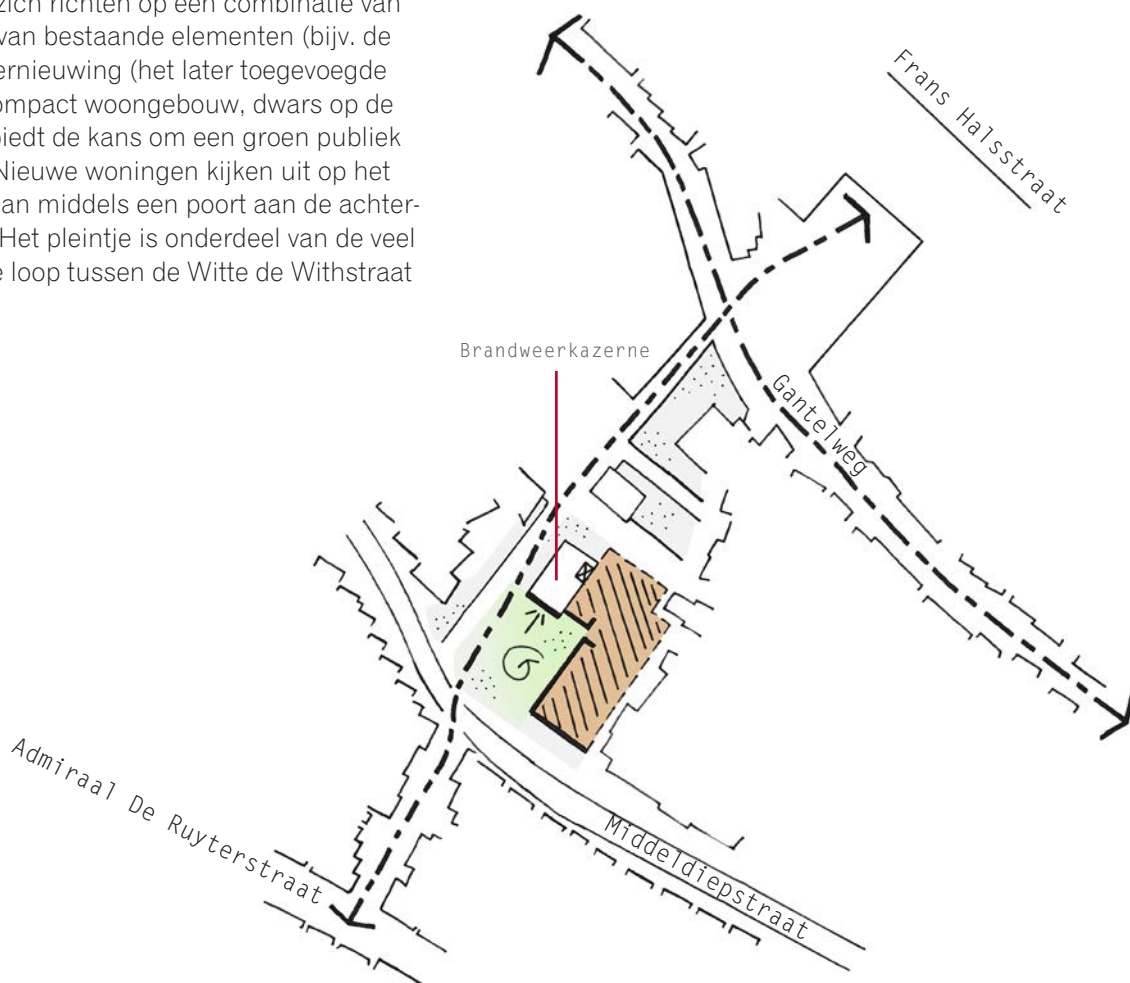 zich richten op een combinatie van
van bestaande elementen (bijv. de
ernieuwing (het later toegevoegde
ompact woongebouw, dwars op de
biedt de kans om een groen publiek
Nieuwe woningen kijken uit op het
an middels een poort aan de achter-
Het pleintje is onderdeel van de veel
e loop tussen de Witte de Withstraat
Frans Halsstraat
Brandweerkazerne
Gantelweg
Admiraal De Ruyterstraat
Middeldiepstraat